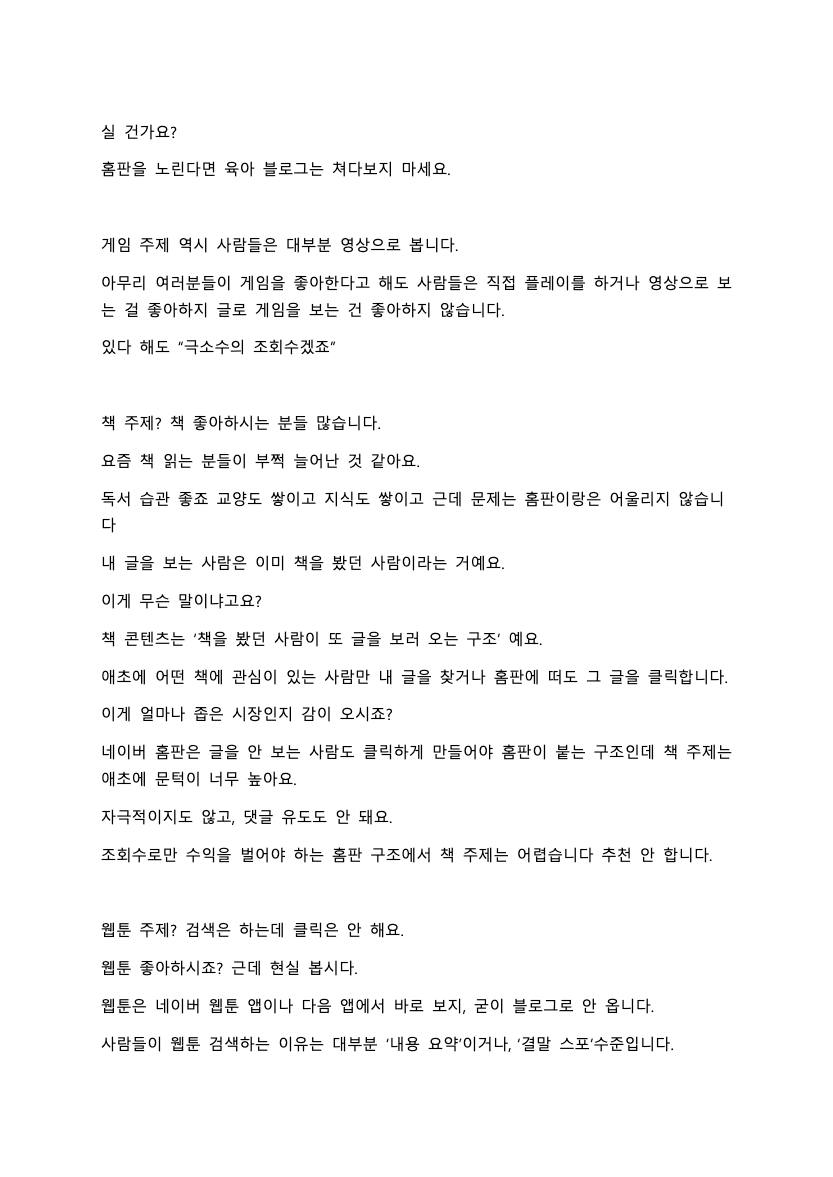 실 건가요?
홈판을 노린다면 육아 블로그는 쳐다보지 마세요.
게임 주제 역시 사람들은 대부분 영상으로 봅니다.
아무리 여러분들이 게임을 좋아한다고 해도 사람들은 직접 플레이를 하거나 영상으로 보
는 걸 좋아하지 글로 게임을 보는 건 좋아하지 않습니다.
있다 해도 “극소수의 조회수겠죠“
책 주제? 책 좋아하시는 분들 많습니다.
요즘 책 읽는 분들이 부쩍 늘어난 것 같아요.
독서 습관 좋죠 교양도 쌓이고 지식도 쌓이고 근데 문제는 홈판이랑은 어울리지 않습니
다
내 글을 보는 사람은 이미 책을 봤던 사람이라는 거예요.
이게 무슨 말이냐고요?
책 콘텐츠는 ‘책을 봤던 사람이 또 글을 보러 오는 구조‘ 예요.
애초에 어떤 책에 관심이 있는 사람만 내 글을 찾거나 홈판에 떠도 그 글을 클릭합니다.
이게 얼마나 좁은 시장인지 감이 오시죠?
네이버 홈판은 글을 안 보는 사람도 클릭하게 만들어야 홈판이 붙는 구조인데 책 주제는
애초에 문턱이 너무 높아요.
자극적이지도 않고, 댓글 유도도 안 돼요.
조회수로만 수익을 벌어야 하는 홈판 구조에서 책 주제는 어렵습니다 추천 안 합니다.
웹툰 주제? 검색은 하는데 클릭은 안 해요.
웹툰 좋아하시죠? 근데 현실 봅시다.
웹툰은 네이버 웹툰 앱이나 다음 앱에서 바로 보지, 굳이 블로그로 안 옵니다.
사람들이 웹툰 검색하는 이유는 대부분 ‘내용 요약‘이거나, ‘결말 스포‘수준입니다.